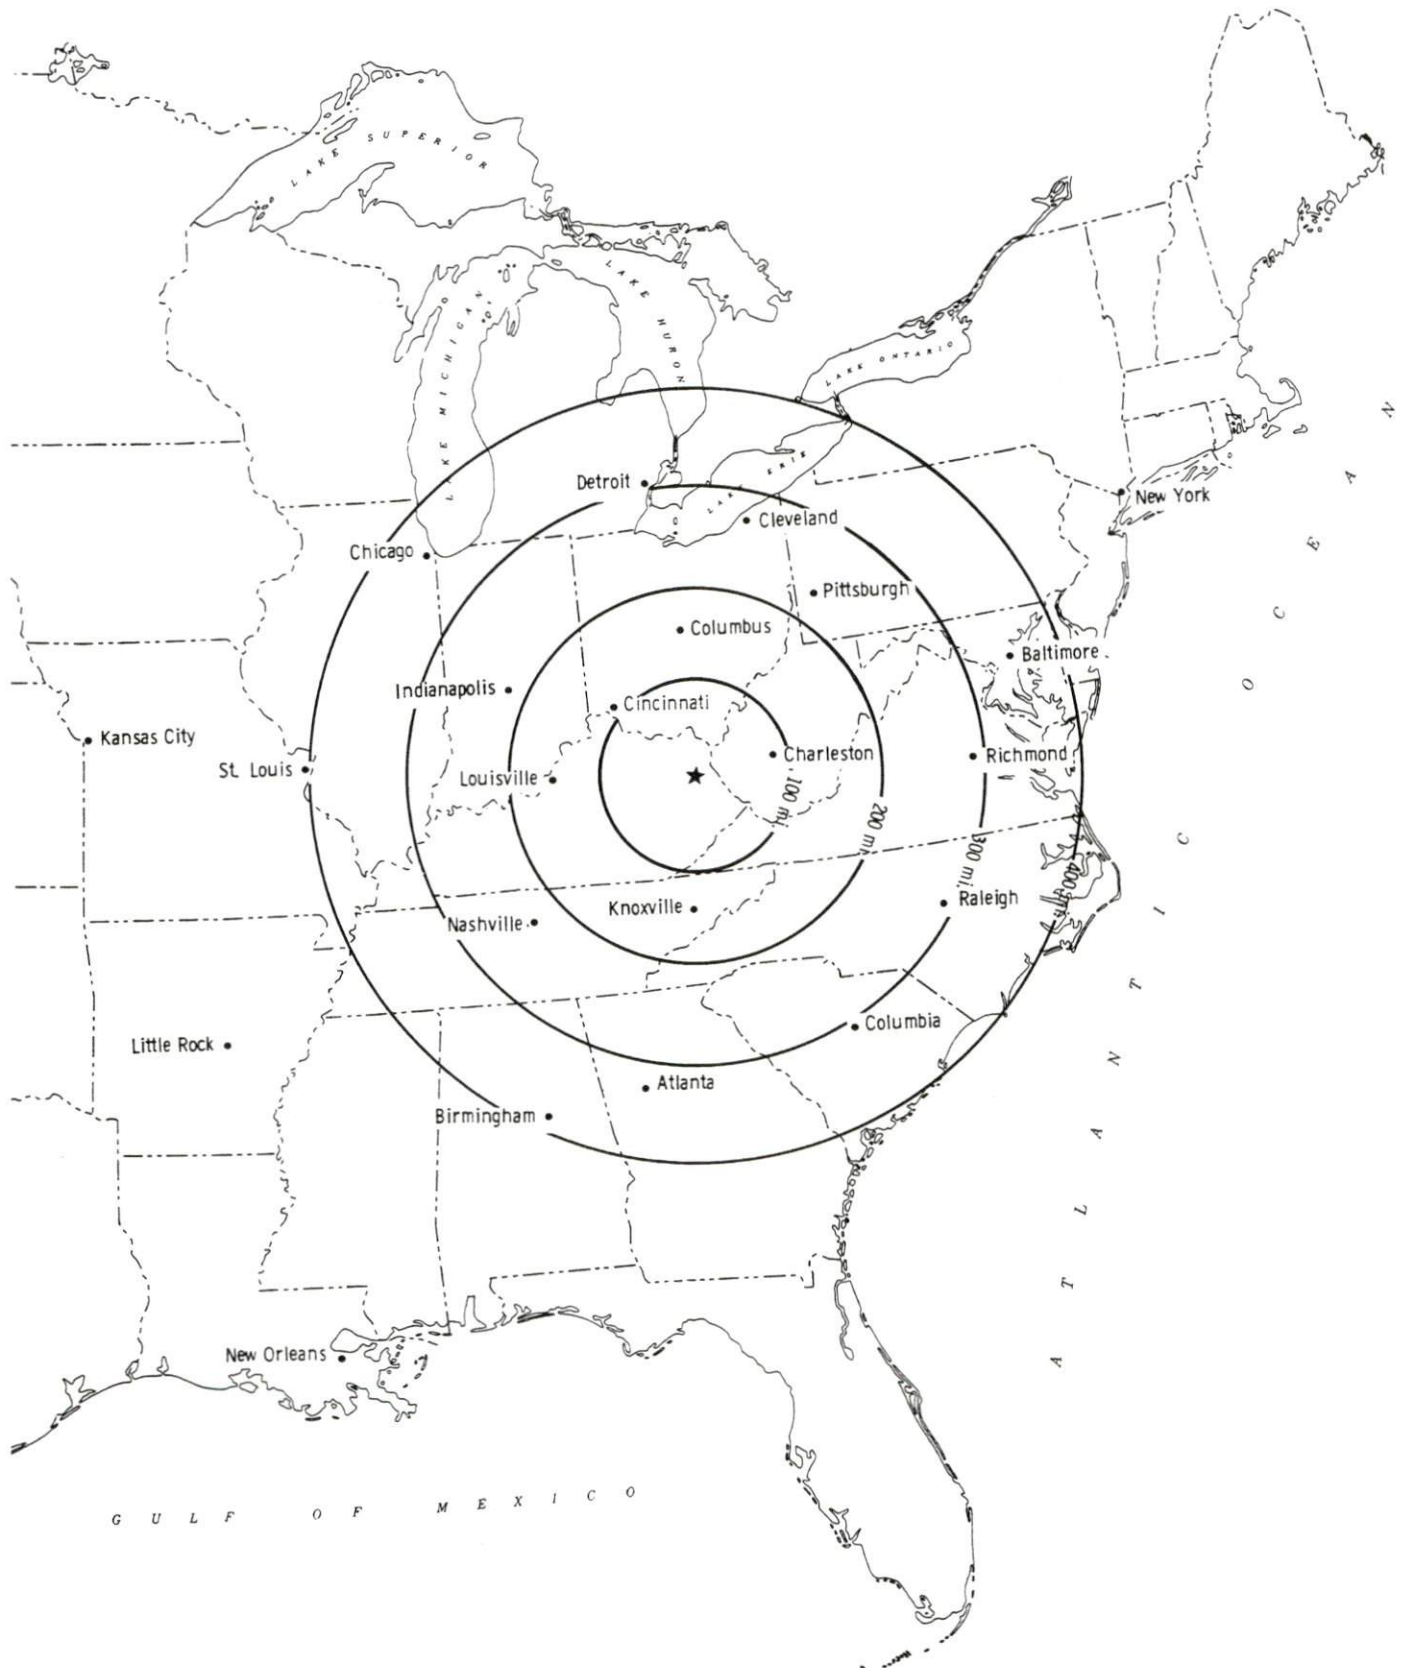 LAKE SUPERIOR
LAKE MICHIGAN
LAKE HURON
LAKE ONTARIO
LAKE ERIE
Detroit
Cleveland
New York
Chicago
Pittsburgh
Columbus
Baltimore
Indianapolis
Cincinnati
Kansas City
Charleston
Richmond
St. Louis
Louisville
100 mi.
200 mi.
300 mi.
400 mi.
Raleigh
Knoxville
Nashville
Columbia
Little Rock
Atlanta
Birmingham
New Orleans
ATLANTIC OCEAN
GULF OF MEXICO